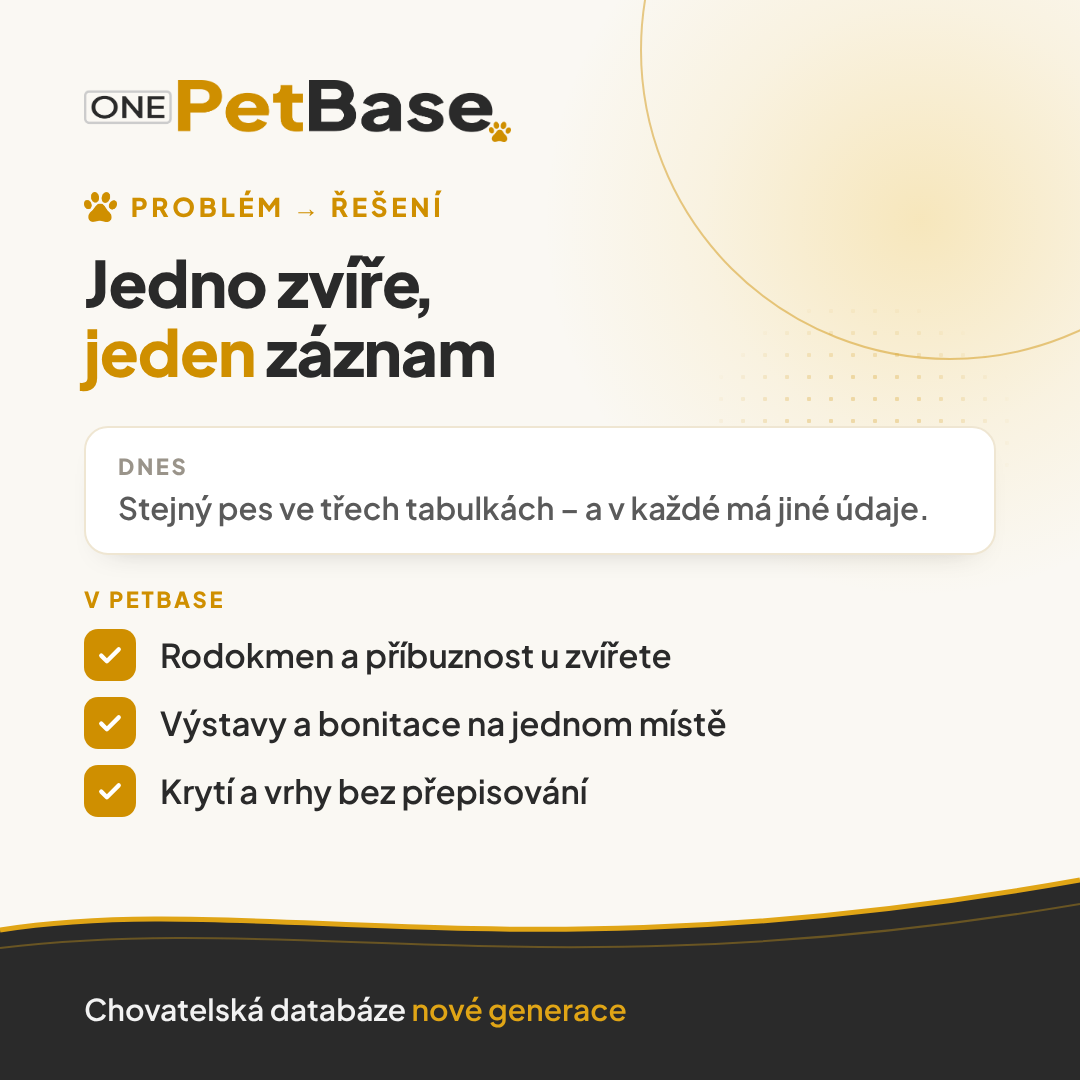 ONE PetBase
PROBLÉM → ŘEŠENÍ
Jedno zvíře,
jeden záznam
DNES
Stejný pes ve třech tabulkách – a v každé má jiné údaje.
V PETBASE
Rodokmen a příbuznost u zvířete
Výstavy a bonitace na jednom místě
Krytí a vrhy bez přepisování
Chovatelská databáze nové generace